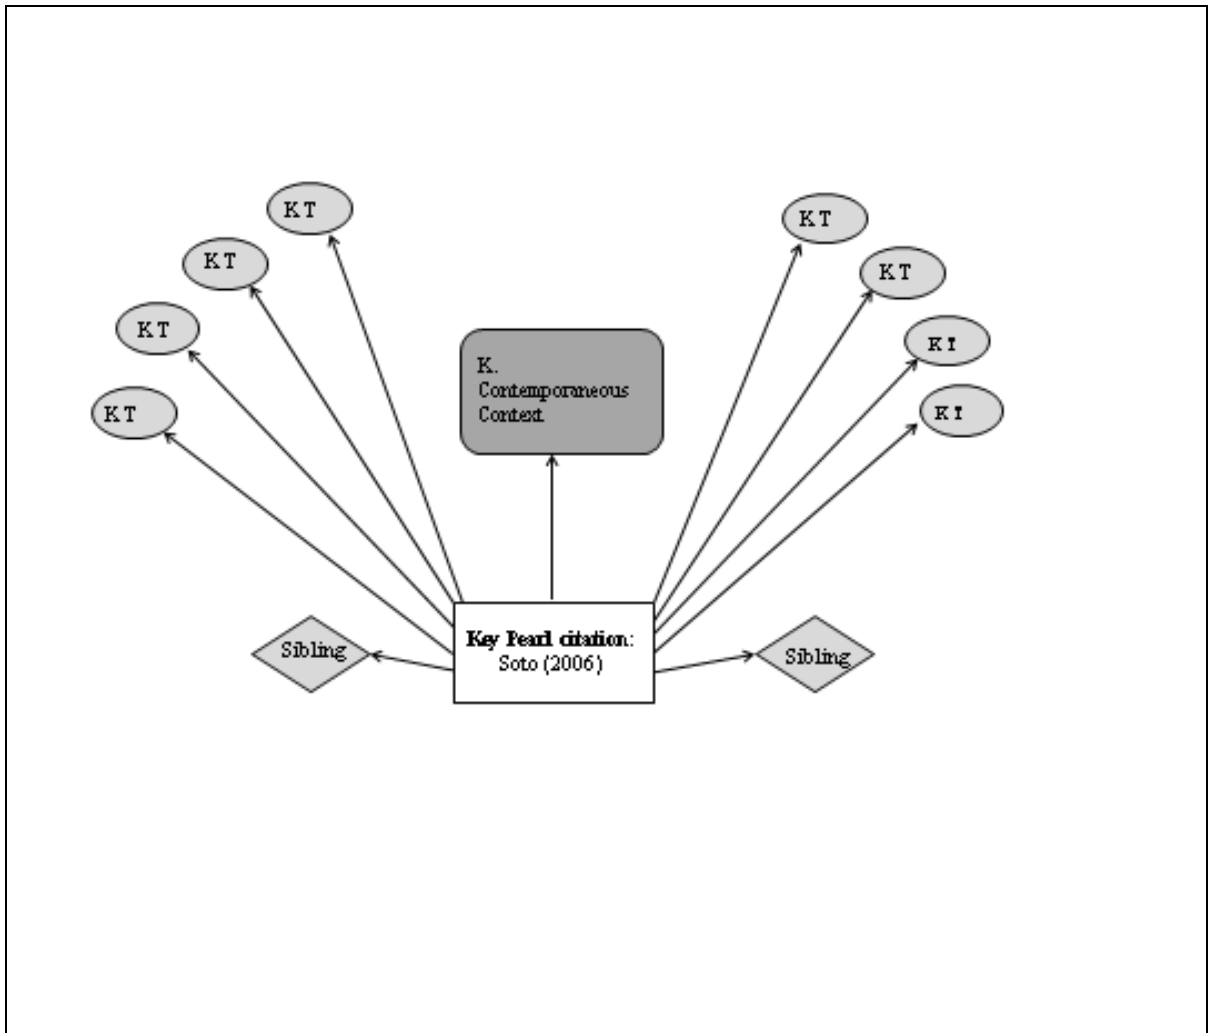 K T
K T
K T
K T
K T
K T
K T
K T
K.
Contemporaneous
Context
Key Pearl citation:
Soto (2006)
Sibling
Sibling